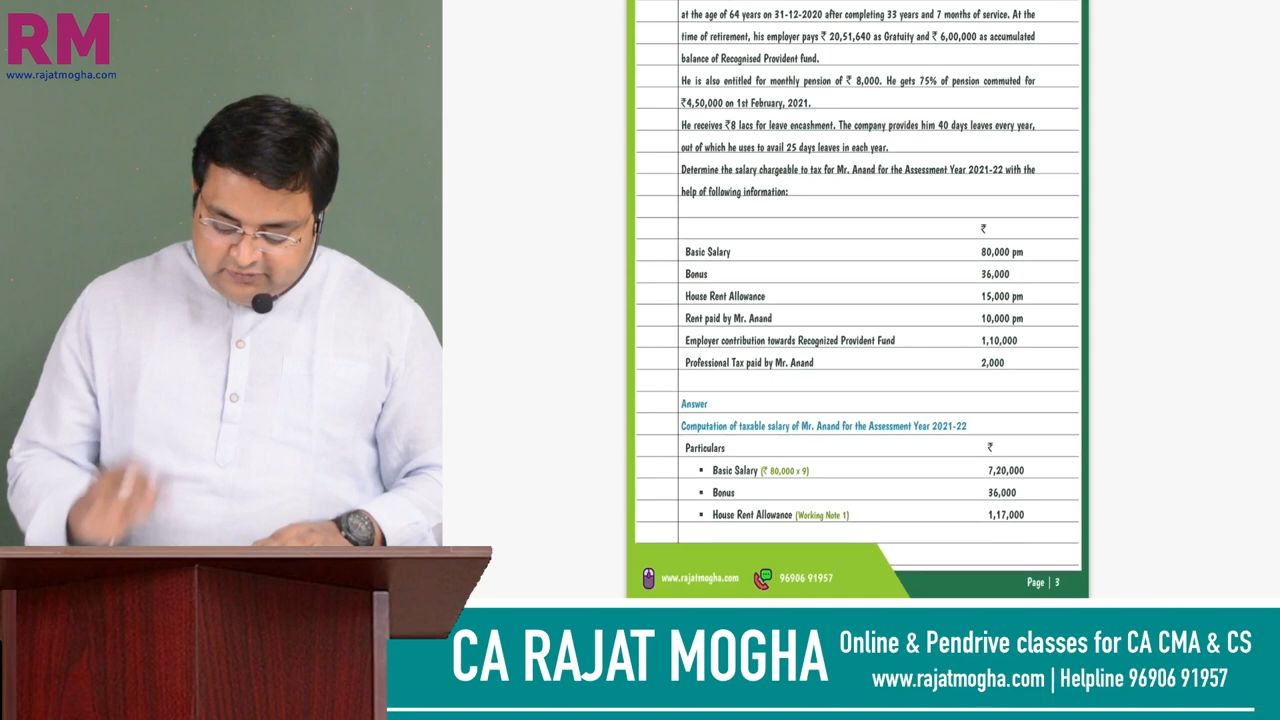 RM
www.rajatmogha.com
at the age of 64 years on 31-12-2020 after completing 33 years and 7 months of service. At the
time of retirement, his employer pays ₹ 20,51,640 as Gratuity and ₹ 6,00,000 as accumulated
balance of Recognised Provident fund.
He is also entitled for monthly pension of ₹ 8,000. He gets 75% of pension commuted for
₹4,50,000 on 1st February, 2021.
He receives ₹8 lacs for leave encashment. The company provides him 40 days leaves every year,
out of which he uses to avail 25 days leaves in each year.
Determine the salary chargeable to tax for Mr. Anand for the Assessment Year 2021-22 with the
help of following information:
₹
Basic Salary 80,000 pm
Bonus 36,000
House Rent Allowance 15,000 pm
Rent paid by Mr. Anand 10,000 pm
Employer contribution towards Recognized Provident Fund 1,10,000
Professional Tax paid by Mr. Anand 2,000
Answer
Computation of taxable salary of Mr. Anand for the Assessment Year 2021-22
Particulars ₹
▪ Basic Salary (₹ 80,000 x 9) 7,20,000
▪ Bonus 36,000
▪ House Rent Allowance (Working Note 1) 1,17,000
www.rajatmogha.com 96906 91957
Page | 3
CA RAJAT MOGHA
Online & Pendrive classes for CA CMA & CS
www.rajatmogha.com | Helpline 96906 91957